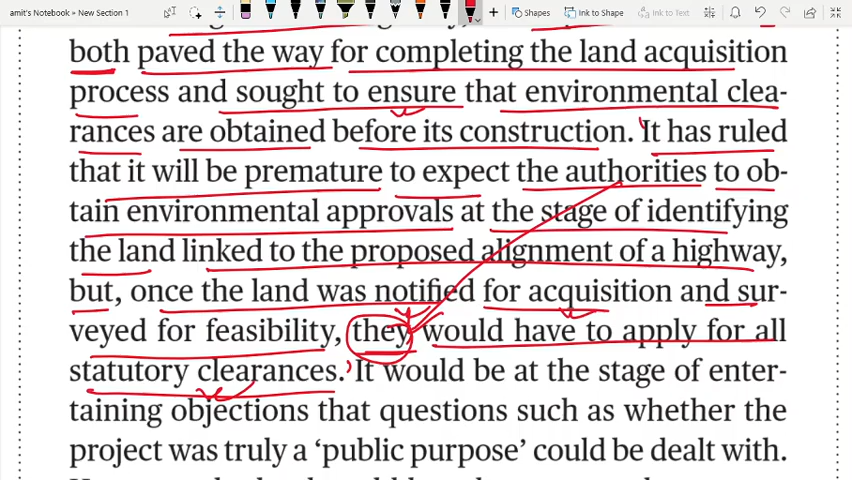 amit's Notebook » New Section 1
Shapes
Ink to Shape
Ink to Text
both paved the way for completing the land acquisition
process and sought to ensure that environmental clea-
rances are obtained before its construction. It has ruled
that it will be premature to expect the authorities to ob-
tain environmental approvals at the stage of identifying
the land linked to the proposed alignment of a highway,
but, once the land was notified for acquisition and sur-
veyed for feasibility, they would have to apply for all
statutory clearances. It would be at the stage of enter-
taining objections that questions such as whether the
project was truly a ‘public purpose’ could be dealt with.